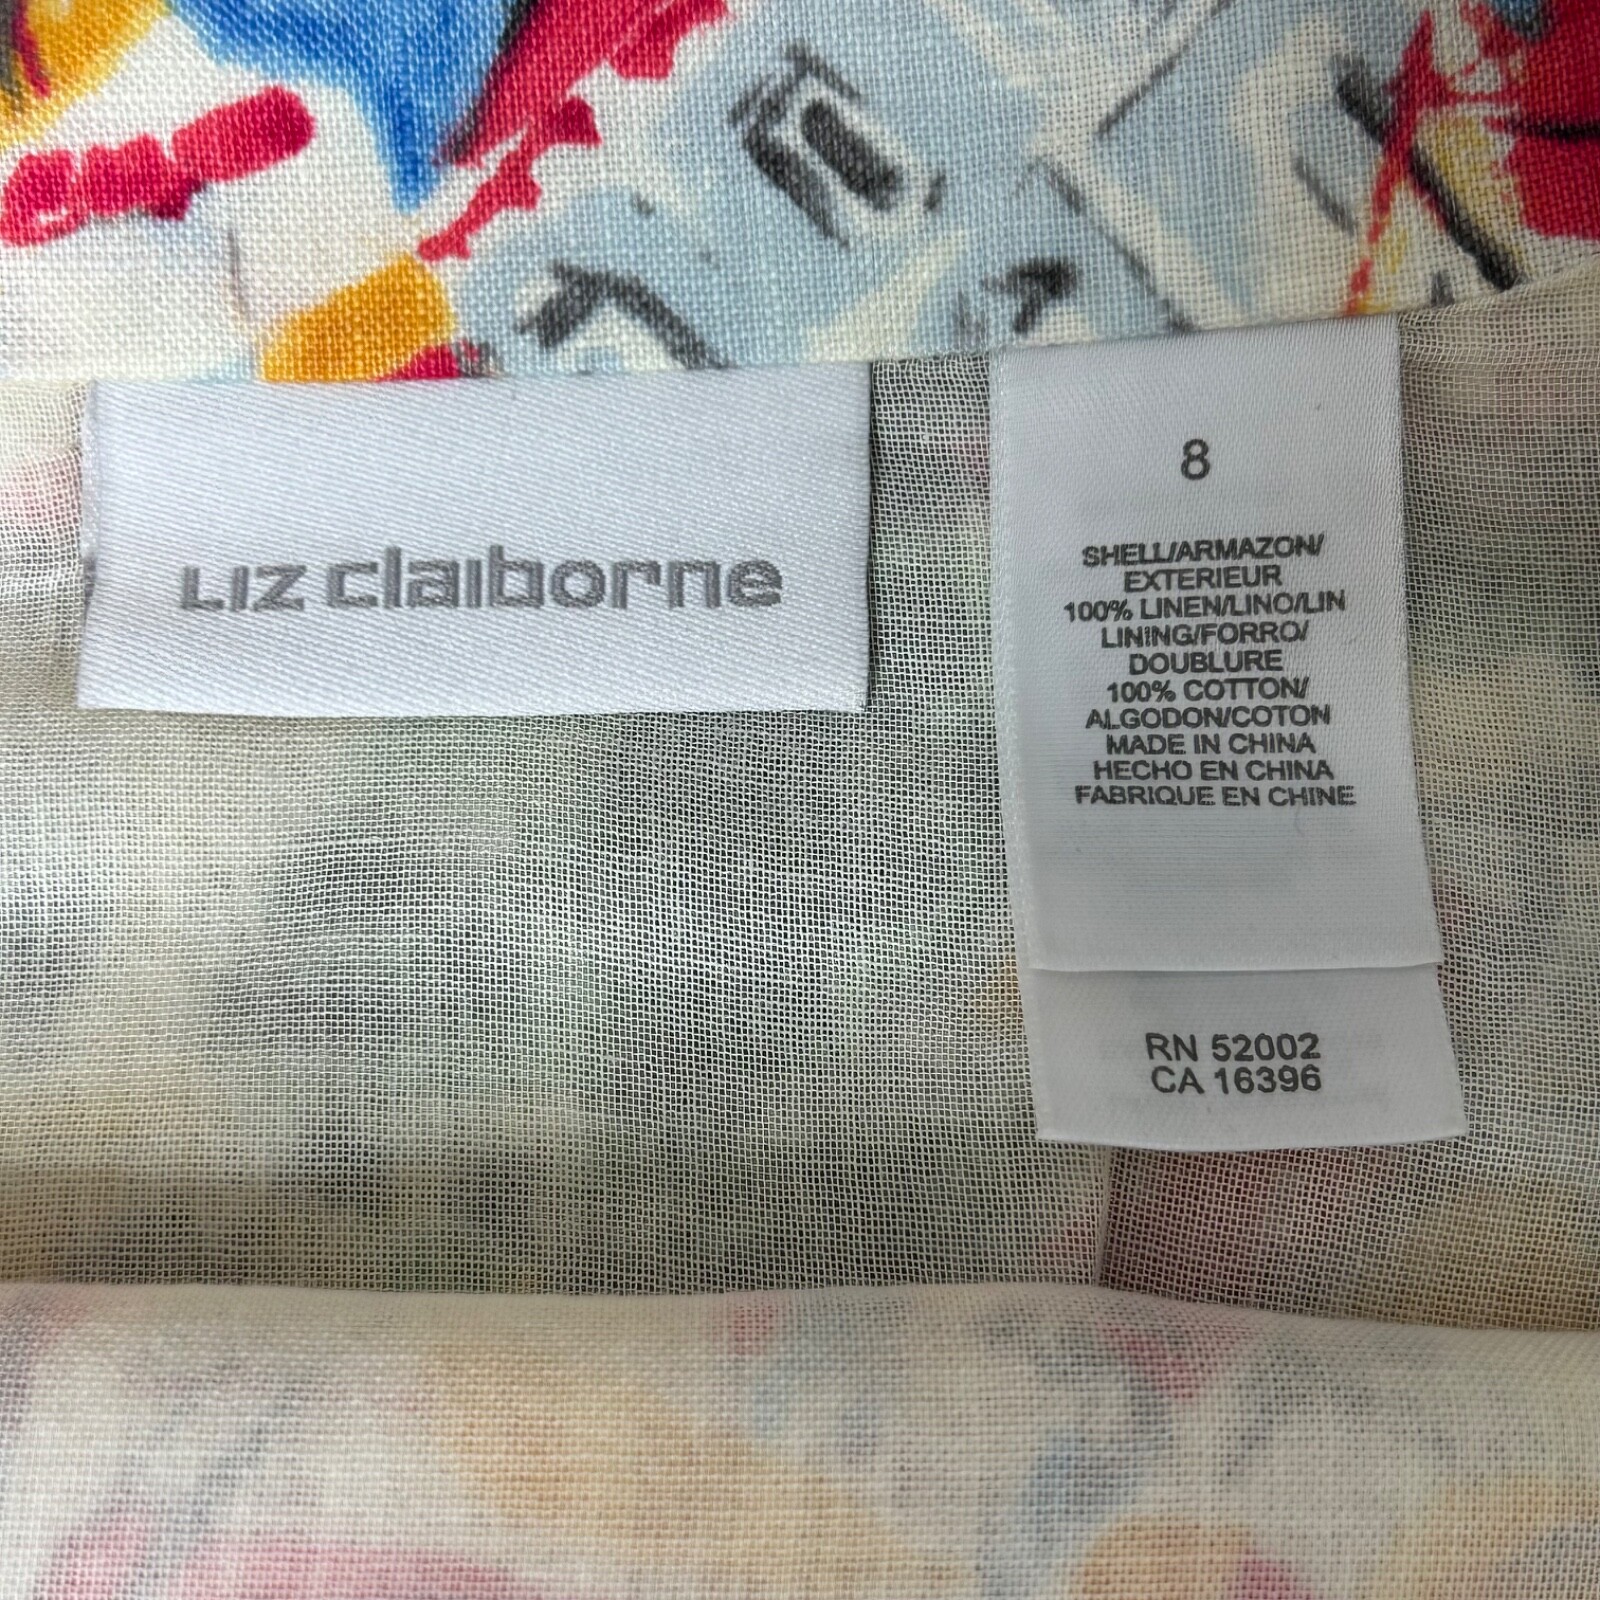 Liz claiborne
8
SHELL/ARMAZON/
EXTERIEUR
100% LINEN/LINO/LIN
LINING/FORRO/
DOUBLURE
100% COTTON/
ALGODON/COTON
MADE IN CHINA
HECHO EN CHINA
FABRIQUE EN CHINE
RN 52002
CA 16396